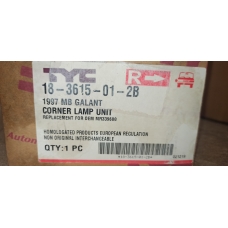 TYC
R
18-3615-01-2B
1997 MB GALANT
CORNER LAMP UNIT
REPLACEMENT FOR OEM MR325688
HOMOLOGATED PRODUCTS EUROPEAN REGULATION
NON-ORIGINAL INTERCHANGEABLE
QTY:1 PC